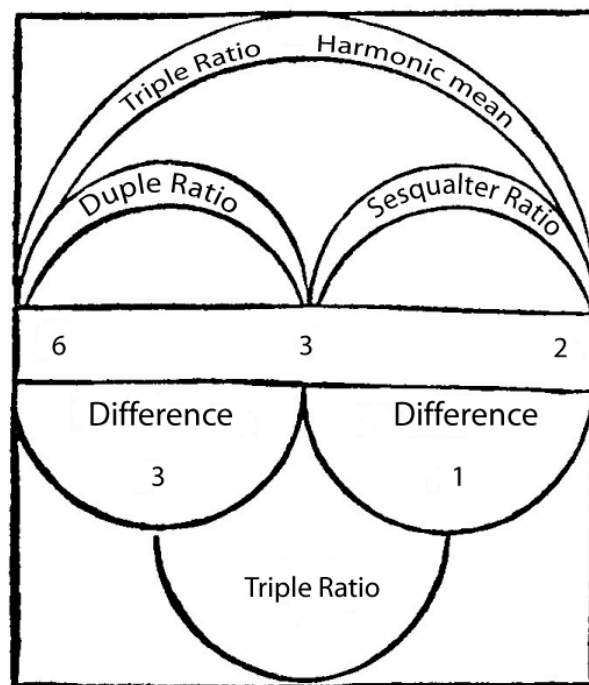 Triple Ratio Harmonic mean
Duple Ratio Sesqualter Ratio
6 3 2
Difference Difference
3 1
Triple Ratio